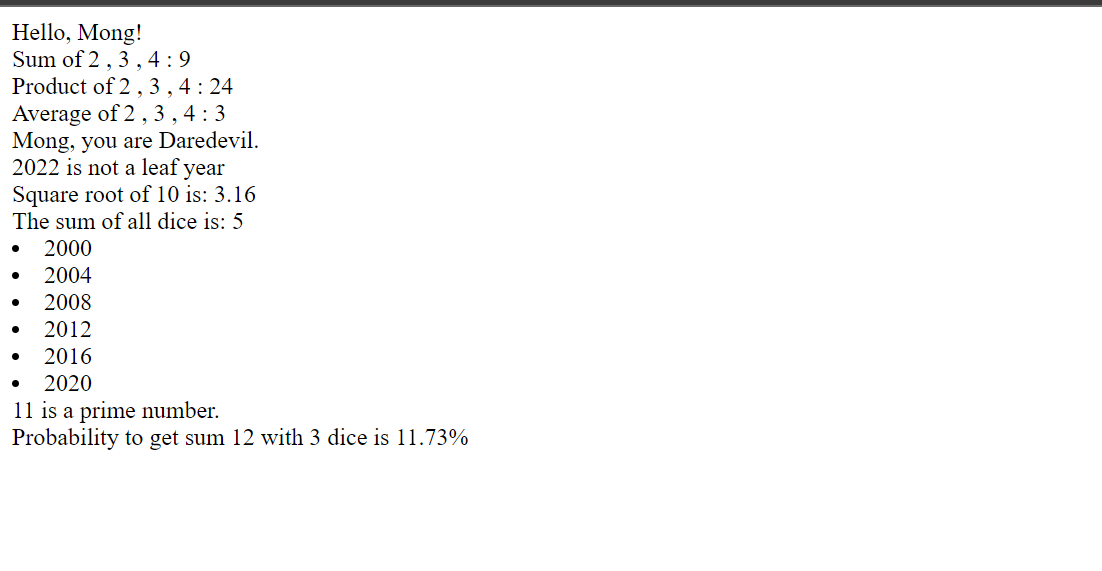 Hello, Mong!
Sum of 2 , 3 , 4 : 9
Product of 2 , 3 , 4 : 24
Average of 2 , 3 , 4 : 3
Mong, you are Daredevil.
2022 is not a leaf year
Square root of 10 is: 3.16
The sum of all dice is: 5
• 2000
• 2004
• 2008
• 2012
• 2016
• 2020
11 is a prime number.
Probability to get sum 12 with 3 dice is 11.73%